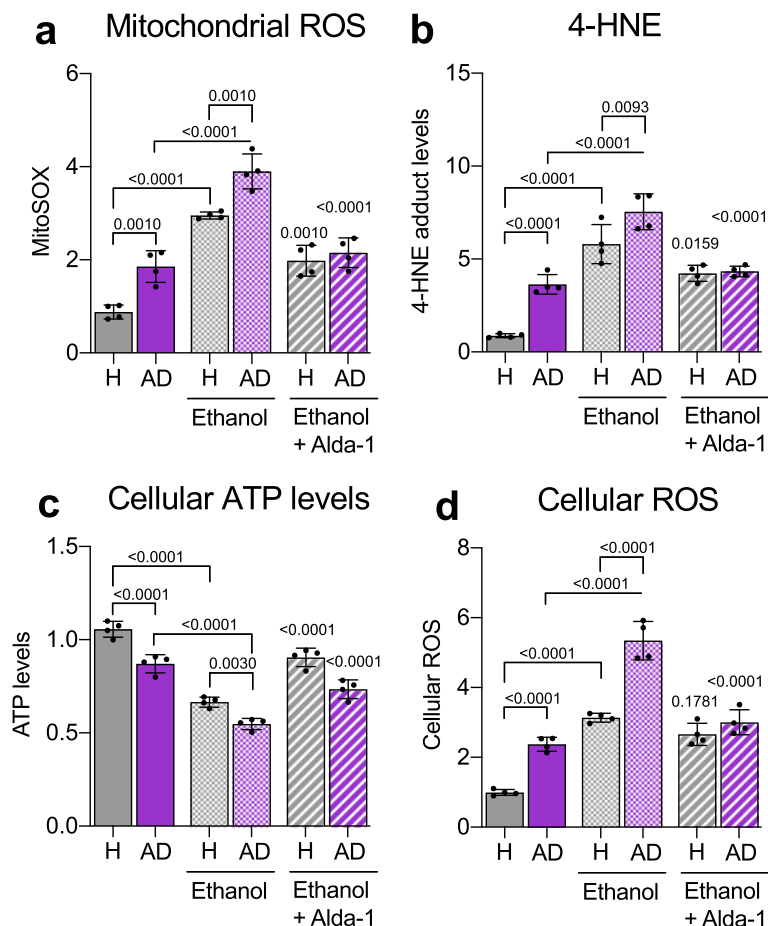 a Mitochondrial ROS
MitoSOX
6
4
2
0
0.0010
<0.0001
<0.0001
0.0010
0.0010
<0.0001
H AD H AD H AD
Ethanol
Ethanol
+ Alda-1
b 4-HNE
4-HNE adduct levels
15
10
5
0
0.0093
<0.0001
<0.0001
<0.0001
0.0159
<0.0001
H AD H AD H AD
Ethanol
Ethanol
+ Alda-1
c Cellular ATP levels
ATP levels
1.5
1.0
0.5
0.0
<0.0001
<0.0001
<0.0001
0.0030
<0.0001
<0.0001
H AD H AD H AD
Ethanol
Ethanol
+ Alda-1
d Cellular ROS
Cellular ROS
8
6
4
2
0
<0.0001
<0.0001
<0.0001
<0.0001
0.1781
<0.0001
H AD H AD H AD
Ethanol
Ethanol
+ Alda-1